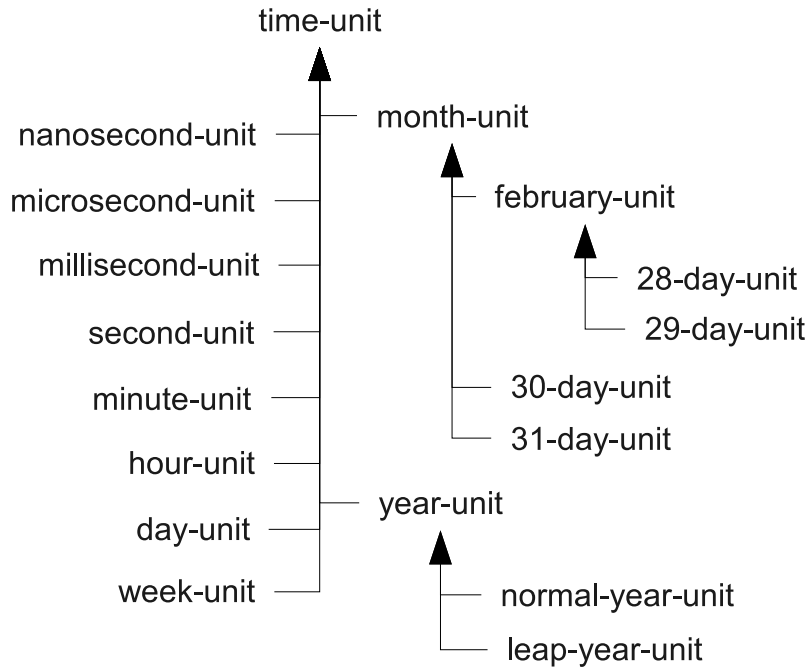 time-unit
nanosecond-unit
month-unit
microsecond-unit
february-unit
millisecond-unit
28-day-unit
second-unit
29-day-unit
minute-unit
30-day-unit
31-day-unit
hour-unit
year-unit
day-unit
week-unit
normal-year-unit
leap-year-unit